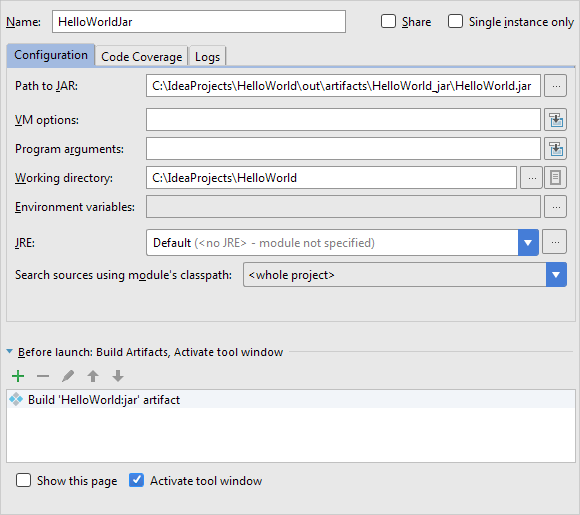 Name: HelloWorldJar Share Single instance only
Configuration Code Coverage Logs
Path to JAR: C:\IdeaProjects\HelloWorld\out\artifacts\HelloWorld_jar\HelloWorld.jar ...
VM options:
Program arguments:
Working directory: C:\IdeaProjects\HelloWorld ...
Environment variables: ...
JRE: Default (<no JRE> - module not specified)
Search sources using module's classpath: <whole project>
Before launch: Build Artifacts, Activate tool window
Build 'HelloWorld:jar' artifact
Show this page Activate tool window